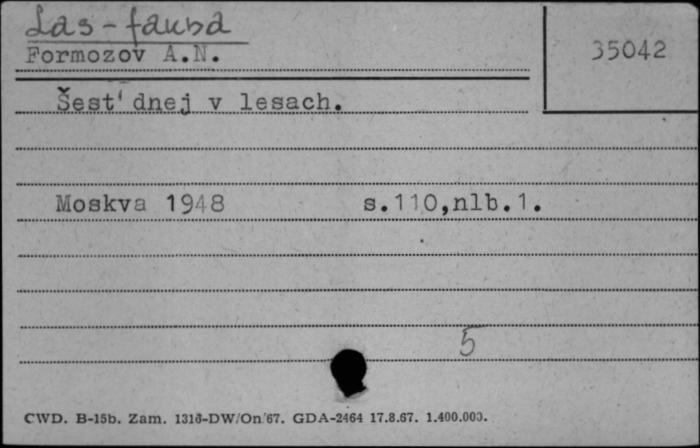 Las - fauna
Formozov A.N.
35042
Šest' dnej v lesach.
Moskva 1948 s.110,nlb.1.
5
CWD. B-15b. Zam. 1316-DW/On/67. GDA-2464 17.8.67. 1.400.000.